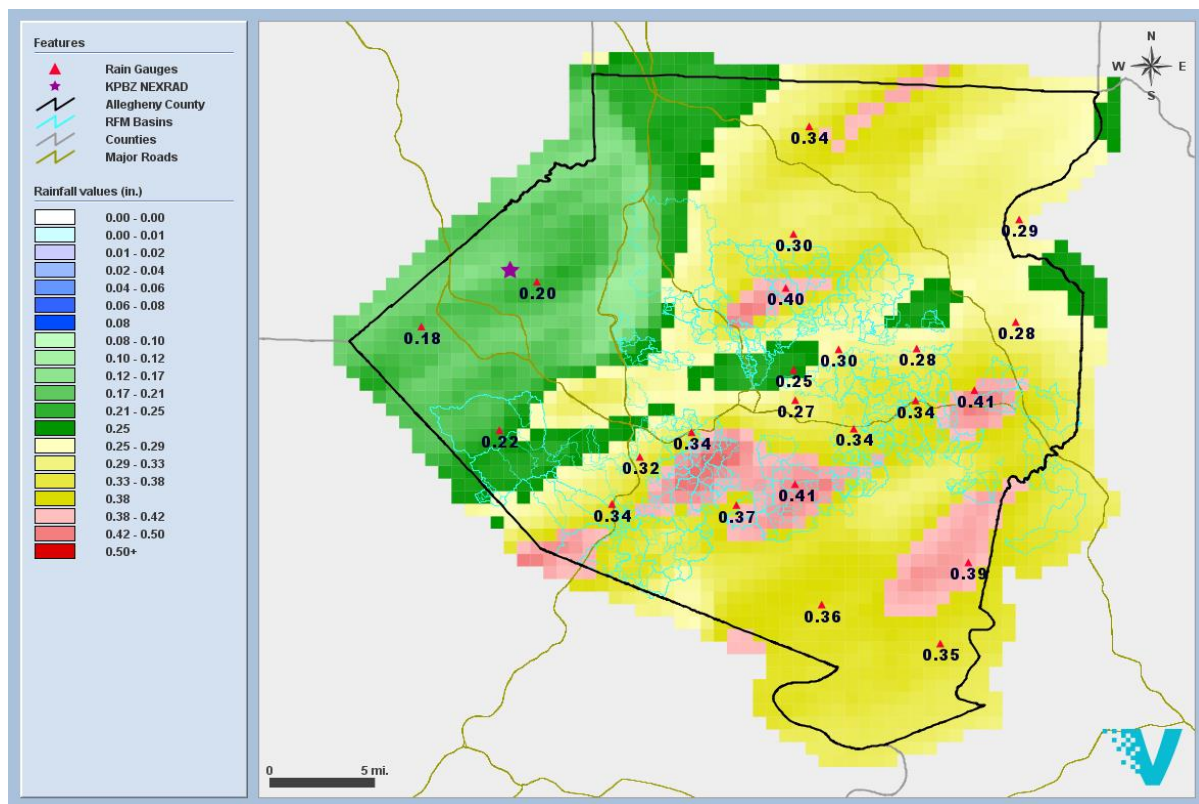 Features
Rain Gauges
KPBZ NEXRAD
Allegheny County
RFM Basins
Counties
Major Roads
Rainfall values (in.)
0.00 - 0.00
0.00 - 0.01
0.01 - 0.02
0.02 - 0.04
0.04 - 0.06
0.06 - 0.08
0.08
0.08 - 0.10
0.10 - 0.12
0.12 - 0.17
0.17 - 0.21
0.21 - 0.25
0.25
0.25 - 0.29
0.29 - 0.33
0.33 - 0.38
0.38
0.38 - 0.42
0.42 - 0.50
0.50+
N
W E
S
0.34
0.29
0.30
0.20
0.40
0.18
0.28
0.30
0.28
0.25
0.41
0.27
0.34
0.22
0.34
0.34
0.32
0.41
0.34
0.37
0.39
0.36
0.35
0 5 mi.
V